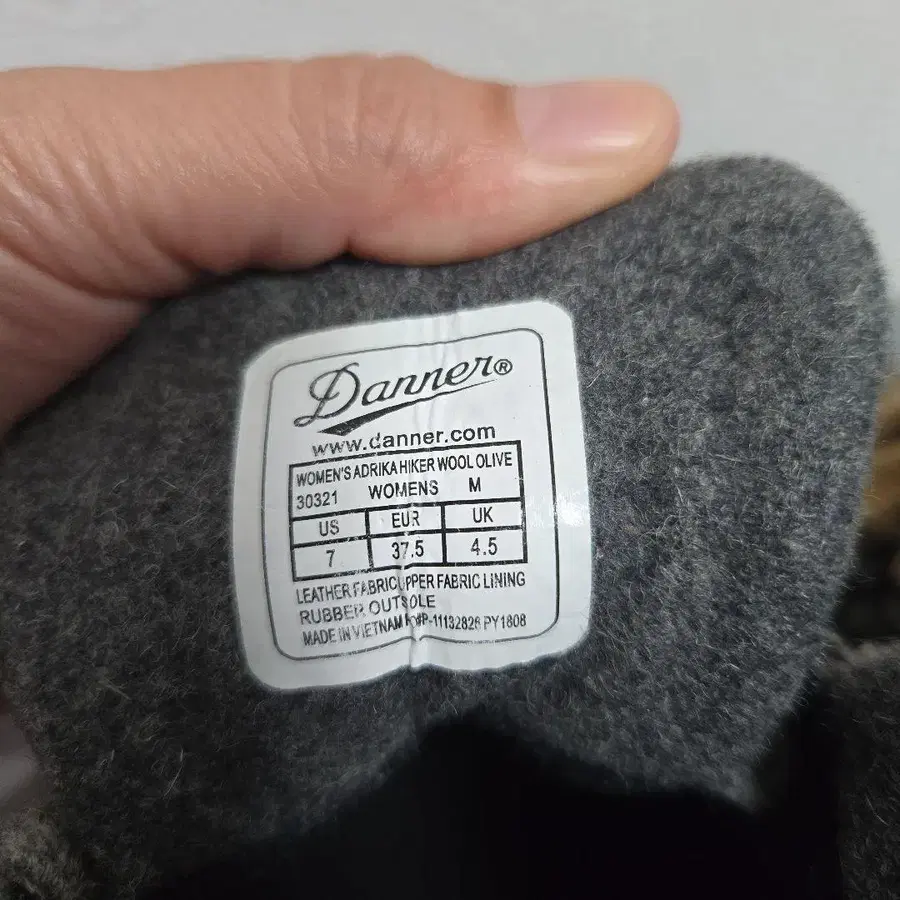 Danner®
www.danner.com
WOMEN'S ADRIKA HIKER WOOL OLIVE
30321 WOMENS M
US EUR UK
7 37.5 4.5
LEATHER FABRIC UPPER FABRIC LINING
RUBBER OUTSOLE
MADE IN VIETNAM PO#P-11132826 PY1808